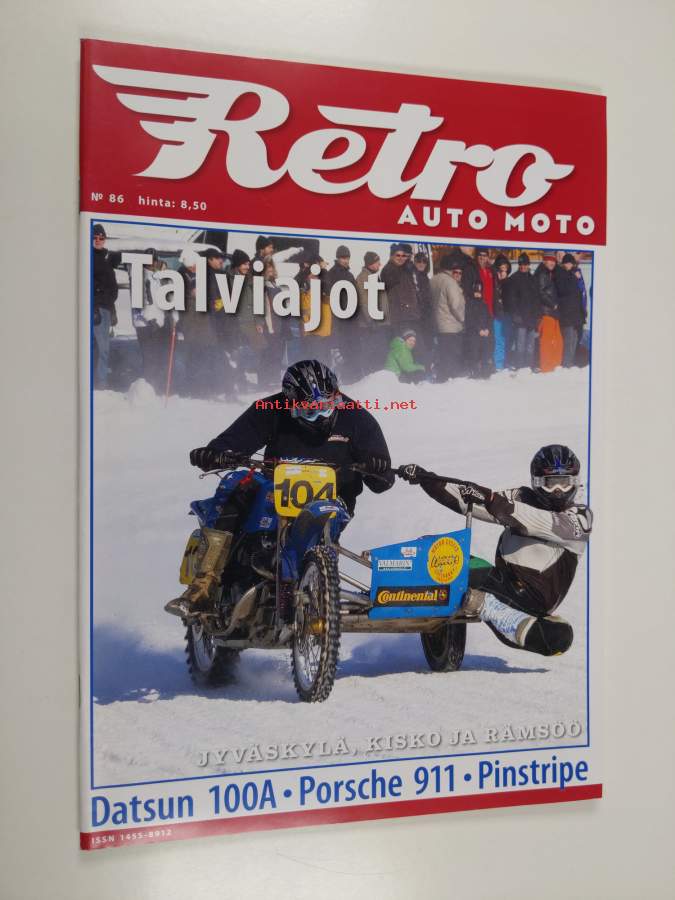 Retro
AUTO MOTO
Nº 86 hinta: 8,50
Talviajot
Antikvariaatti.net
104
VALMARIN
Continental
JYVÄSKYLÄ, KISKO JA RÄMSÖÖ
Datsun 100A • Porsche 911 • Pinstripe
ISSN 1455-8912